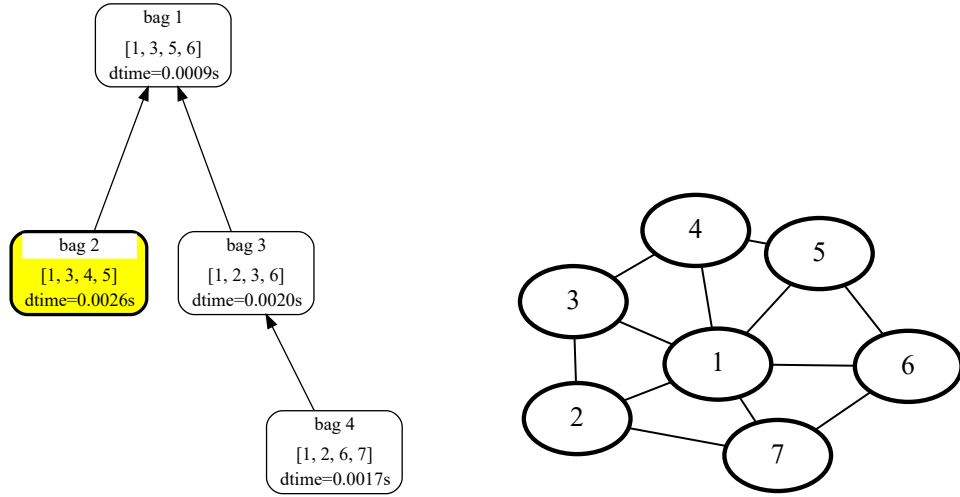 bag 1
[1, 3, 5, 6]
dtime=0.0009s
bag 2
[1, 3, 4, 5]
dtime=0.0026s
bag 3
[1, 2, 3, 6]
dtime=0.0020s
bag 4
[1, 2, 6, 7]
dtime=0.0017s
4
5
3
1
6
2
7